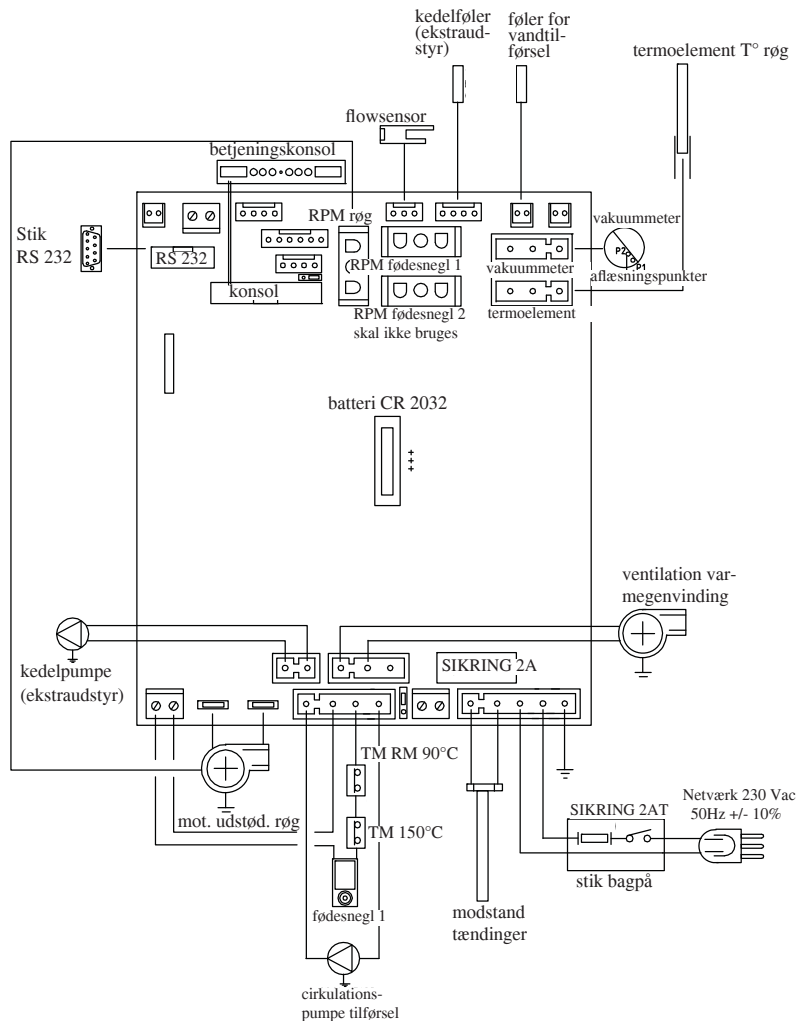 kedelføler
(ekstraud-
styr)
føler for
vandtil-
førsel
termoelement T° røg
flowsensor
betjeningskonsol
RPM røg
vakuummeter
Stik
RS 232
RS 232
RPM fødesnegl 1
vakuummeter
P2
P1
aflæsningspunkter
konsol
RPM fødesnegl 2
skal ikke bruges
termoelement
batteri CR 2032
+++
ventilation var-
megenvinding
kedelpumpe
(ekstraudstyr)
SIKRING 2A
TM RM 90°C
mot. udstød. røg
TM 150°C
SIKRING 2AT
Netværk 230 Vac
50Hz +/- 10%
stik bagpå
fødesnegl 1
modstand
tændinger
cirkulations-
pumpe tilførsel